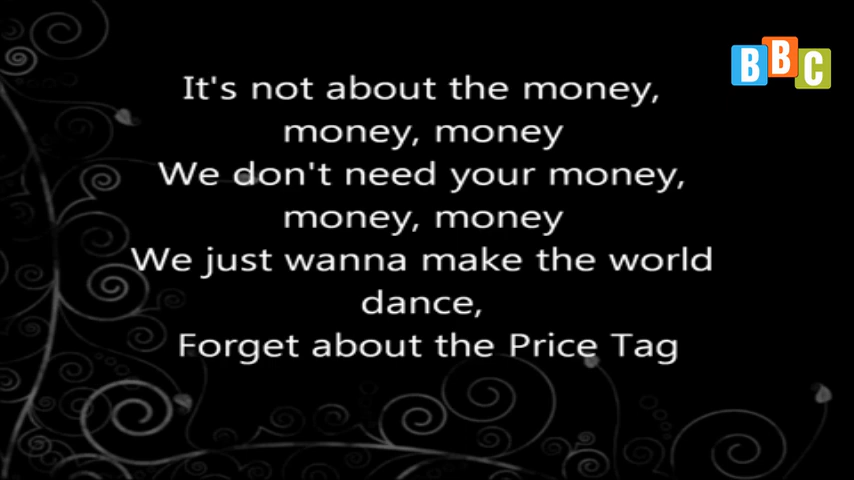 BBC
It's not about the money,
money, money
We don't need your money,
money, money
We just wanna make the world
dance,
Forget about the Price Tag